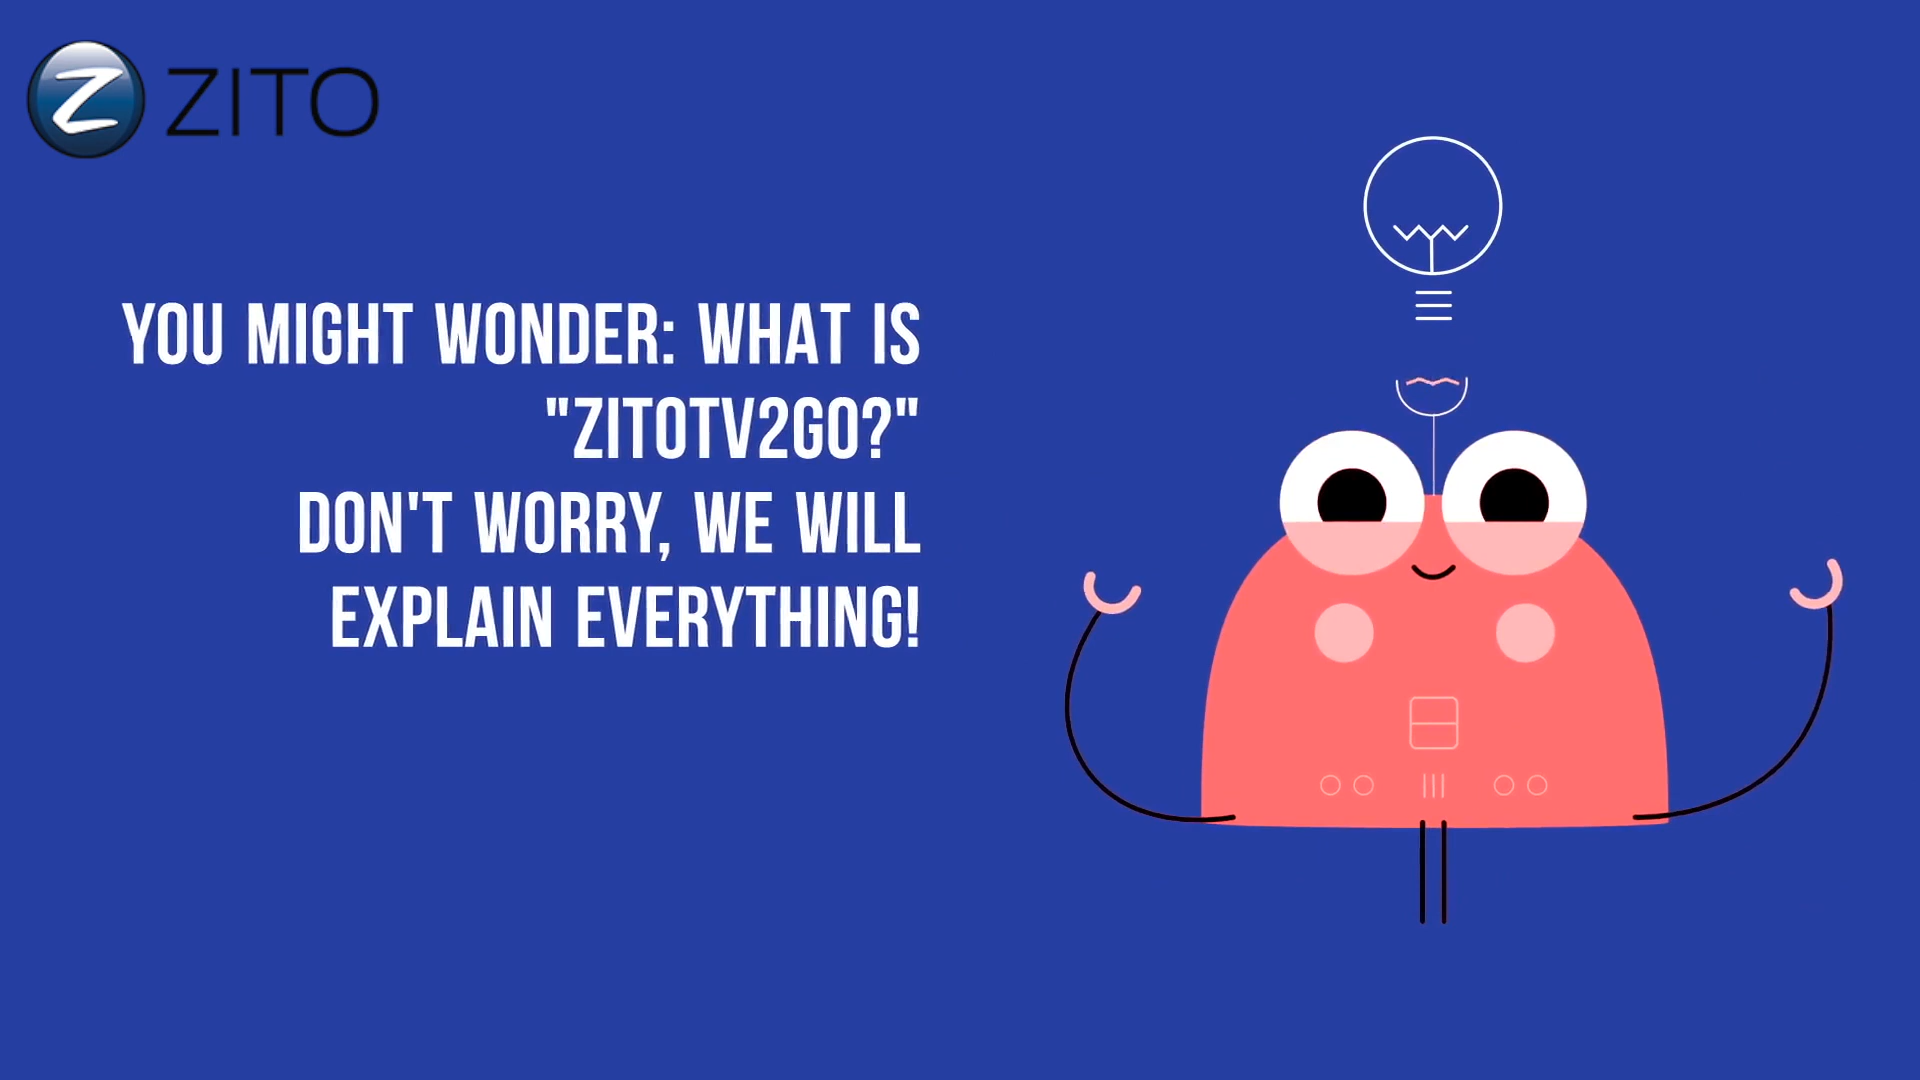 ZITO
YOU MIGHT WONDER: WHAT IS
"ZITOTV2GO?"
DON'T WORRY, WE WILL
EXPLAIN EVERYTHING!